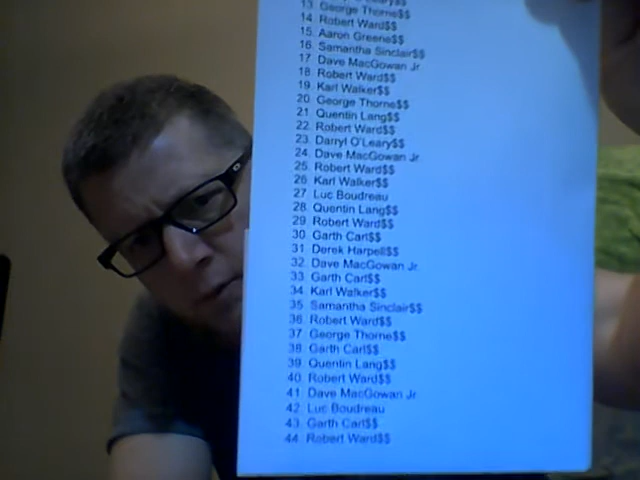 13. George Thorne$$
14. Robert Ward$$
15. Aaron Greene$$
16. Samantha Sinclair$$
17. Dave MacGowan Jr
18. Robert Ward$$
19. Karl Walker$$
20. George Thorne$$
21. Quentin Lang$$
22. Robert Ward$$
23. Darryl O'Leary$$
24. Dave MacGowan Jr
25. Robert Ward$$
26. Karl Walker$$
27. Luc Boudreau
28. Quentin Lang$$
29. Robert Ward$$
30. Garth Carl$$
31. Derek Harpell$$
32. Dave MacGowan Jr
33. Garth Carl$$
34. Karl Walker$$
35. Samantha Sinclair$$
36. Robert Ward$$
37. George Thorne$$
38. Garth Carl$$
39. Quentin Lang$$
40. Robert Ward$$
41. Dave MacGowan Jr
42. Luc Boudreau
43. Garth Carl$$
44. Robert Ward$$